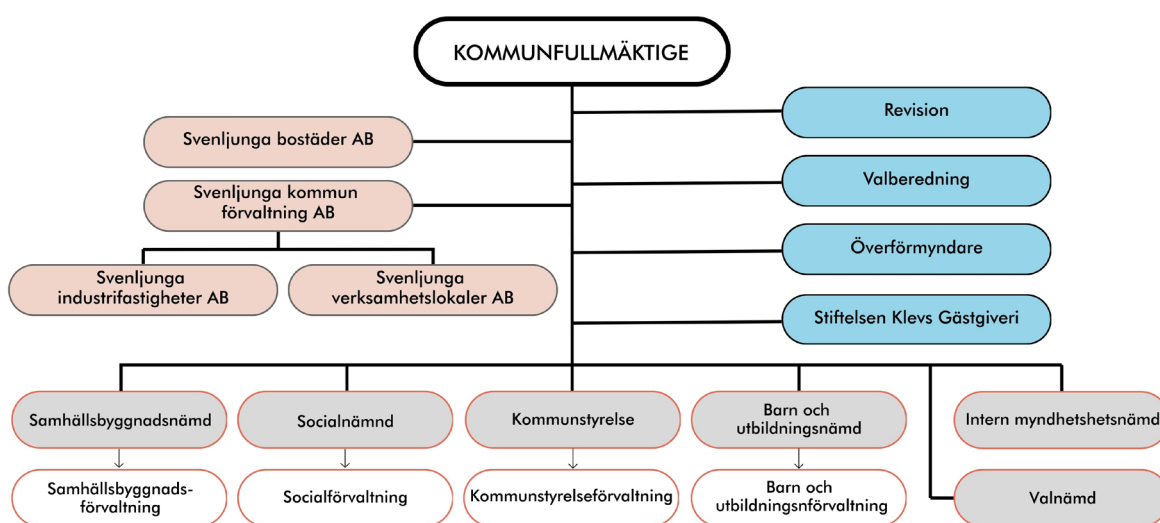 KOMMUNFULLMÄKTIGE
Revision
Svenljunga bostäder AB
Valberedning
Svenljunga kommun
förvaltning AB
Överförmyndare
Svenljunga
industrifastigheter AB
Svenljunga
verksamhetslokaler AB
Stiftelsen Klevs Gästgiveri
Samhällsbyggnadsnämd
Socialnämnd
Kommunstyrelse
Barn och
utbildningsnämd
Intern myndhetshetsnämd
Samhällsbyggnads-
förvaltning
Socialförvaltning
Kommunstyrelseförvaltning
Barn och
utbildningsnförvaltning
Valnämd